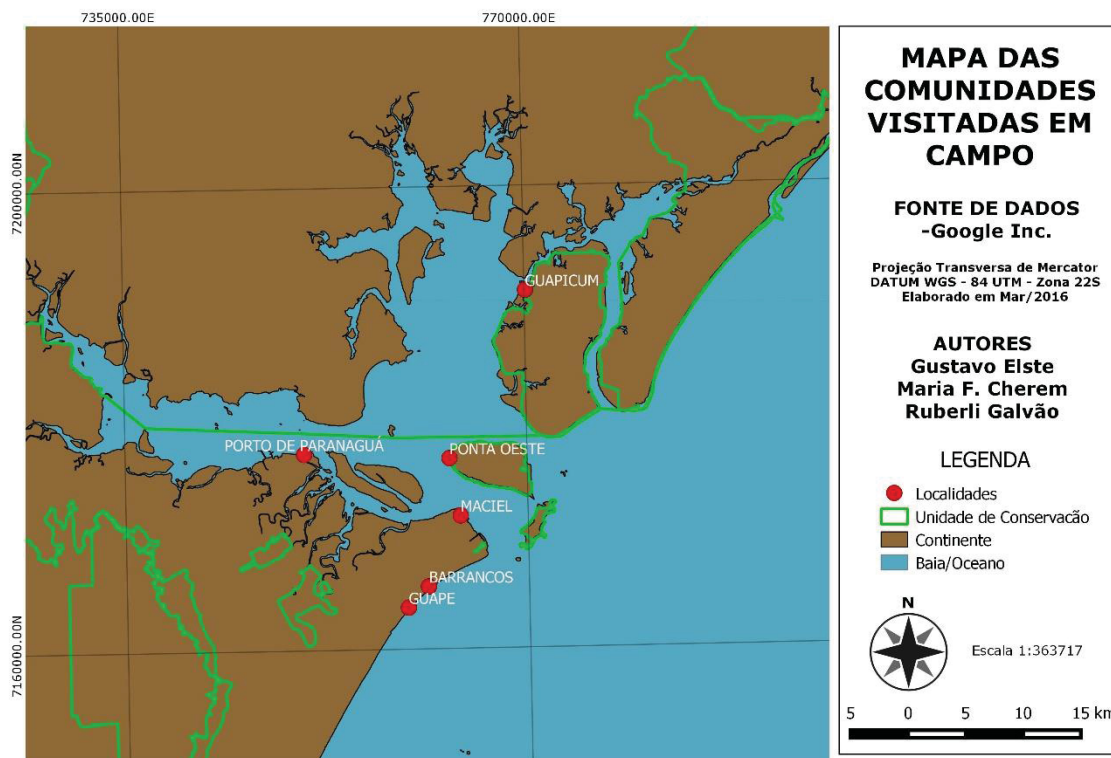 735000.00E
770000.00E
7200000.00N
7160000.00N
GUAPICUM
PORTO DE PARANAGUÁ
PONTA OESTE
MACIEL
BARRANCOS
GUAPE
MAPA DAS
COMUNIDADES
VISITADAS EM
CAMPO
FONTE DE DADOS
-Google Inc.
Projeção Transversa de Mercator
DATUM WGS - 84 UTM - Zona 22S
Elaborado em Mar/2016
AUTORES
Gustavo Elste
Maria F. Cherem
Ruberli Galvão
LEGENDA
Localidades
Unidade de Conservacão
Continente
Baia/Oceano
N
Escala 1:363717
5 0 5 10 15 km